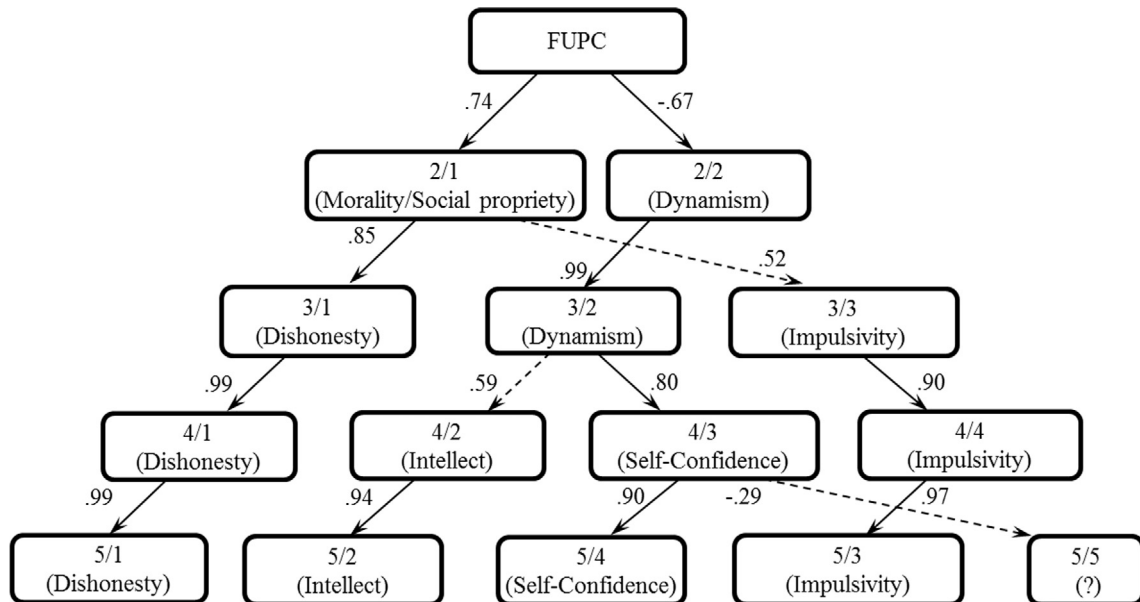 FUPC
.74
-.67
2/1
(Morality/Social propriety)
2/2
(Dynamism)
.85
.99
.52
3/1
(Dishonesty)
3/2
(Dynamism)
3/3
(Impulsivity)
.99
.59
.80
.90
4/1
(Dishonesty)
4/2
(Intellect)
4/3
(Self-Confidence)
4/4
(Impulsivity)
.99
.94
.90
-.29
.97
5/1
(Dishonesty)
5/2
(Intellect)
5/4
(Self-Confidence)
5/3
(Impulsivity)
5/5
(?)